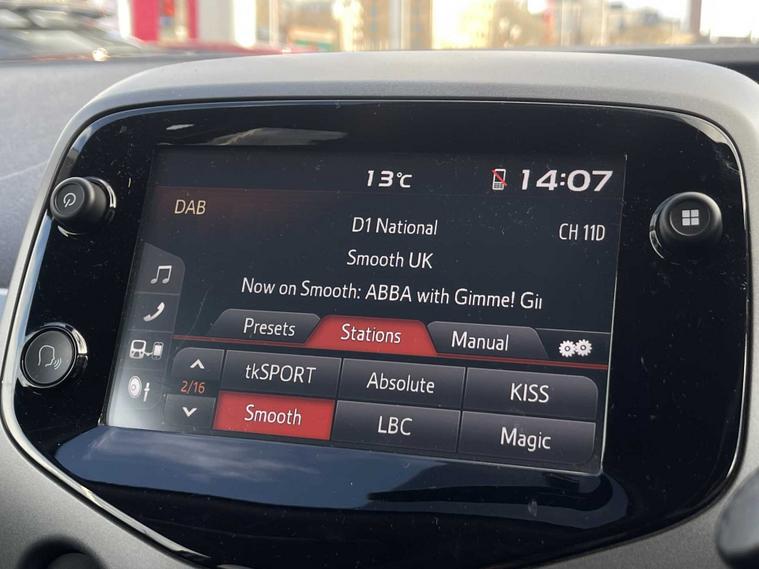 13°C 14:07
DAB D1 National CH 11D
Smooth UK
Now on Smooth: ABBA with Gimme! Gi
Presets Stations Manual
tkSPORT Absolute KISS
2/16
Smooth LBC Magic